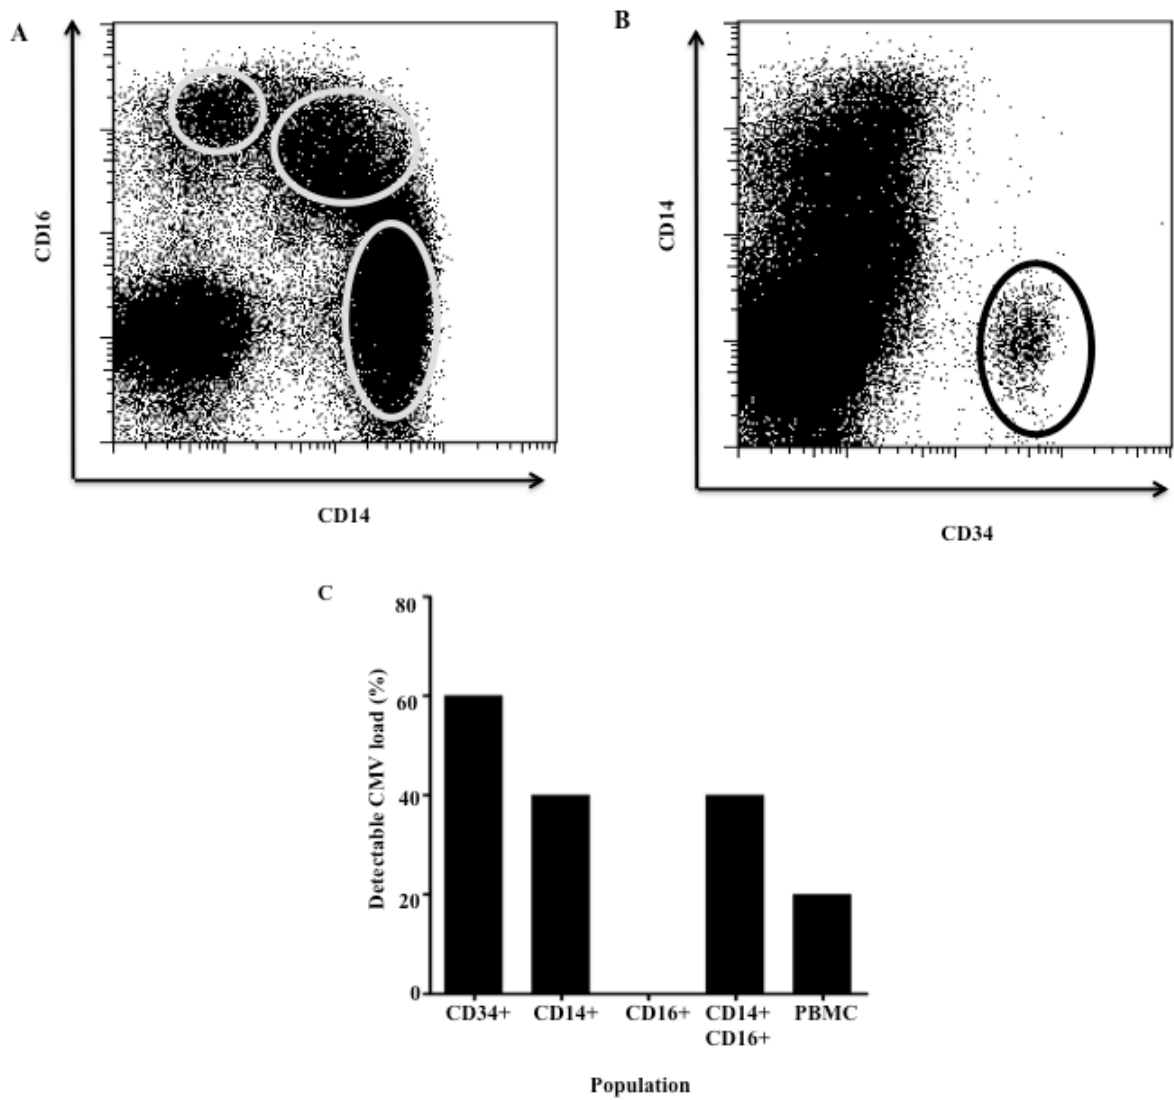 A
CD16
CD14
B
CD14
CD34
C
Detectable CMV load (%)
80
60
40
20
0
CD34+ CD14+ CD16+ CD14+ PBMC
CD16+
Population